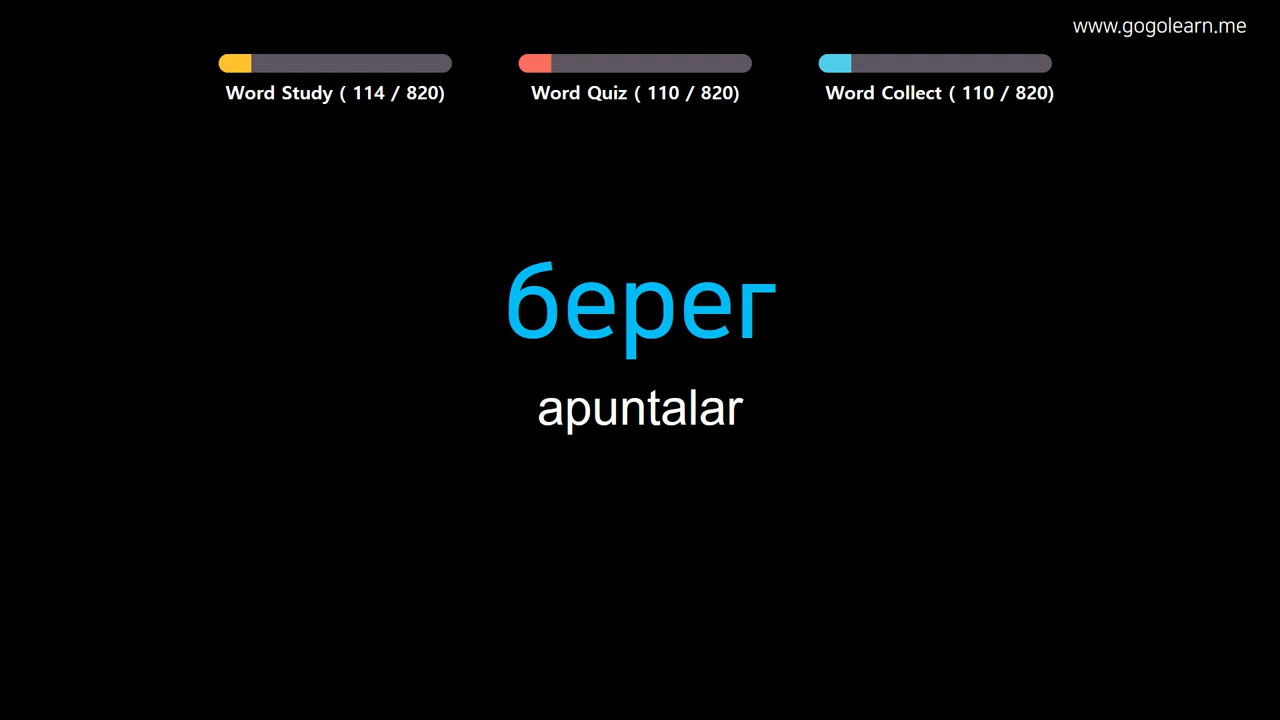 www.gogolearn.me
Word Study ( 114 / 820)
Word Quiz ( 110 / 820)
Word Collect ( 110 / 820)
берег
apuntalar